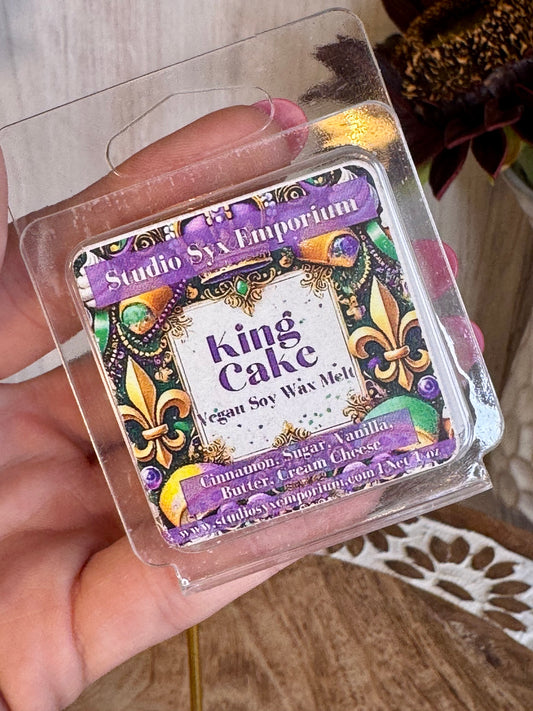 Studio Syx Emporium
King
Cake
Vegan Soy Wax Melt
Cinnamon, Sugar, Vanilla,
Butter, Cream Cheese
www.studiosyxemporium.com | Net 1/ oz